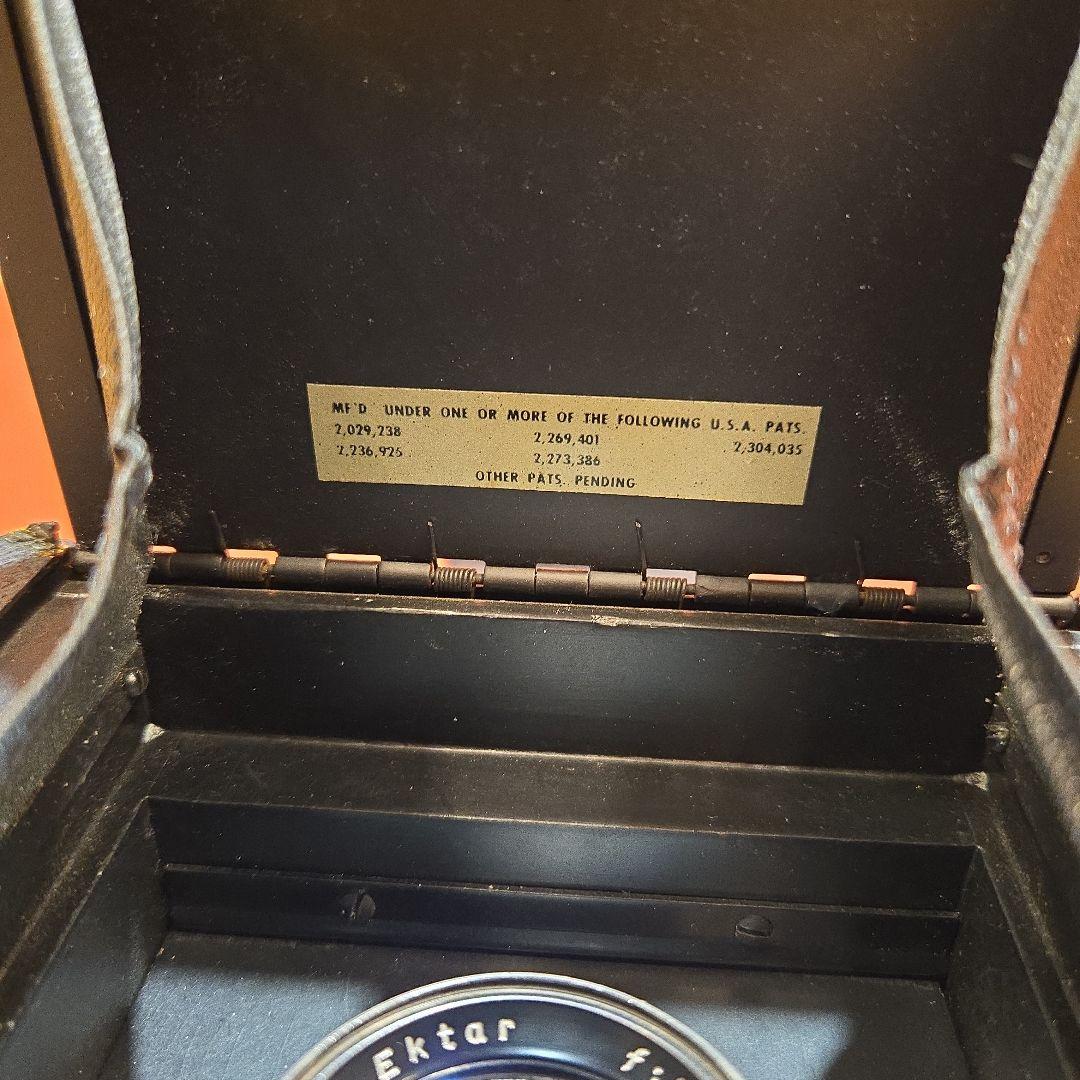 MF'D UNDER ONE OR MORE OF THE FOLLOWING U.S.A. PATS.
2,029,238 2,269,401 2,304,035
2,236,925 2,273,386
OTHER PATS. PENDING
Ektar